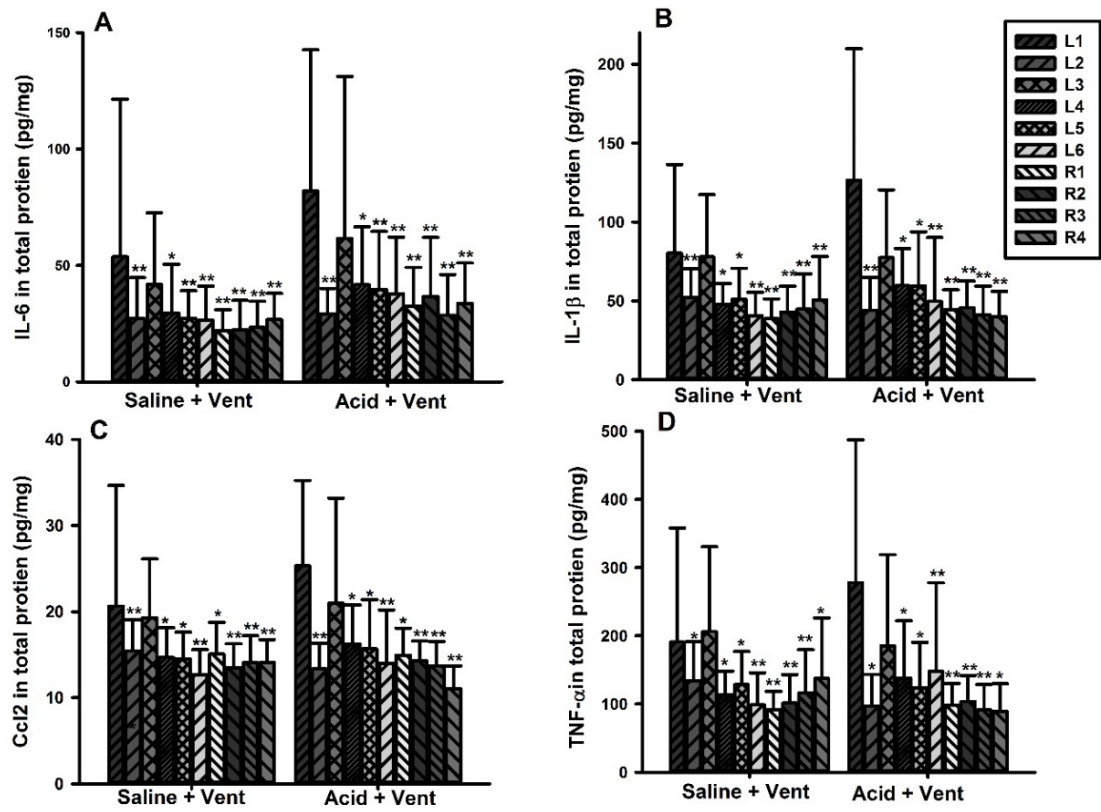 A
IL-6 in total protien (pg/mg)
150
100
50
0
** * ** ** ** ** ** **
** * ** ** ** ** ** **
Saline + Vent Acid + Vent
B
IL-1β in total protien (pg/mg)
200
150
100
50
0
** * * ** ** ** ** **
** * * ** ** ** ** **
Saline + Vent Acid + Vent
L1
L2
L3
L4
L5
L6
R1
R2
R3
R4
C
Ccl2 in total protien (pg/mg)
40
30
20
10
0
** * * ** * ** ** **
** * * ** * ** ** **
Saline + Vent Acid + Vent
D
TNF-α in total protien (pg/mg)
500
400
300
200
100
0
* * * ** ** ** ** *
* * * ** ** ** ** *
Saline + Vent Acid + Vent